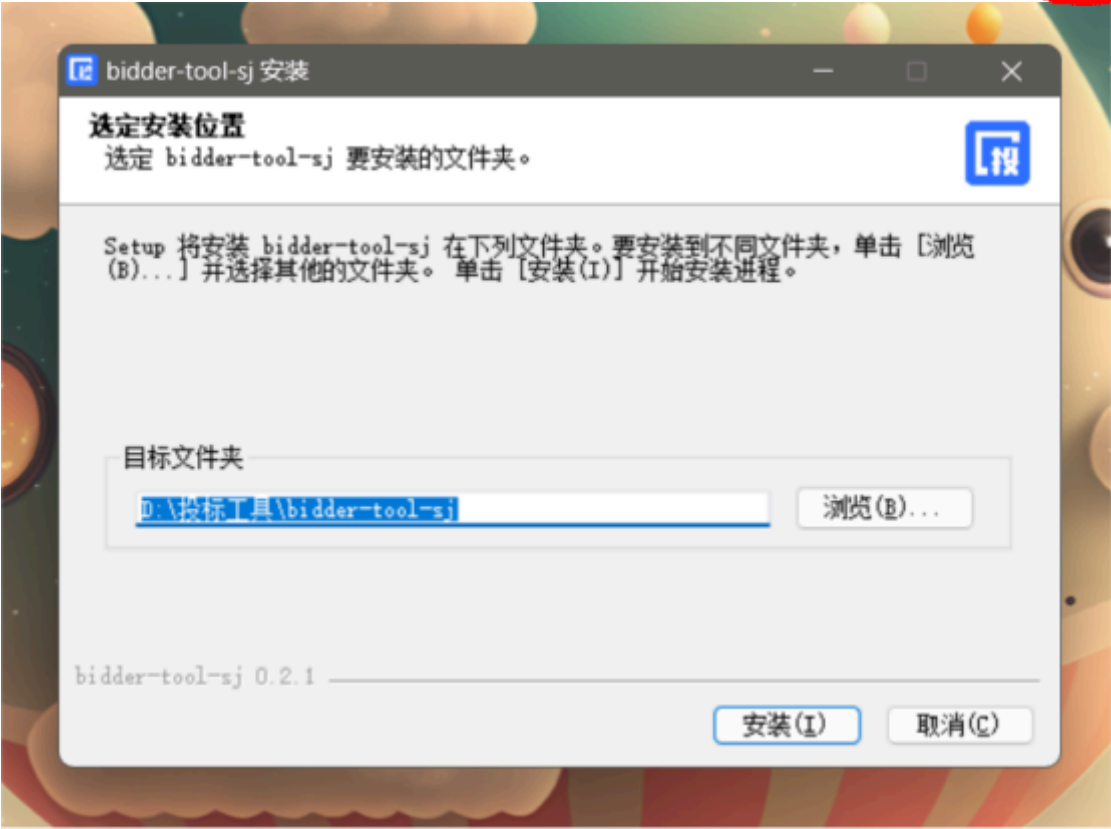 bidder-tool-sj 安装
选定安装位置
选定 bidder-tool-sj 要安装的文件夹。
投
Setup 将安装 bidder-tool-sj 在下列文件夹。要安装到不同文件夹，单击 [浏览
(B)...] 并选择其他的文件夹。 单击 [安装(I)] 开始安装进程。
目标文件夹
D:\投标工具\bidder-tool-sj
浏览(B)...
bidder-tool-sj 0.2.1
安装(I)
取消(C)